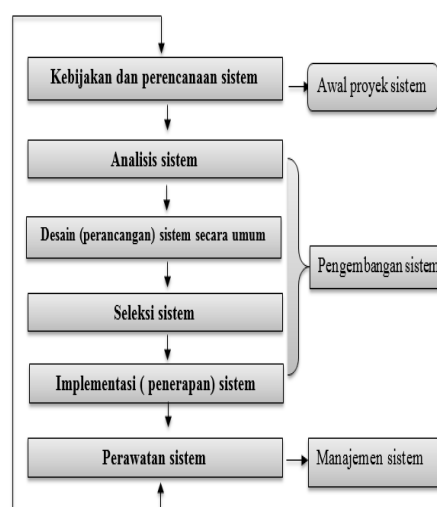 Kebijakan dan perencanaan sistem
Awal proyek sistem
Analisis sistem
Desain (perancangan) sistem secara umum
Pengembangan sistem
Seleksi sistem
Implementasi ( penerapan) sistem
Perawatan sistem
Manajemen sistem